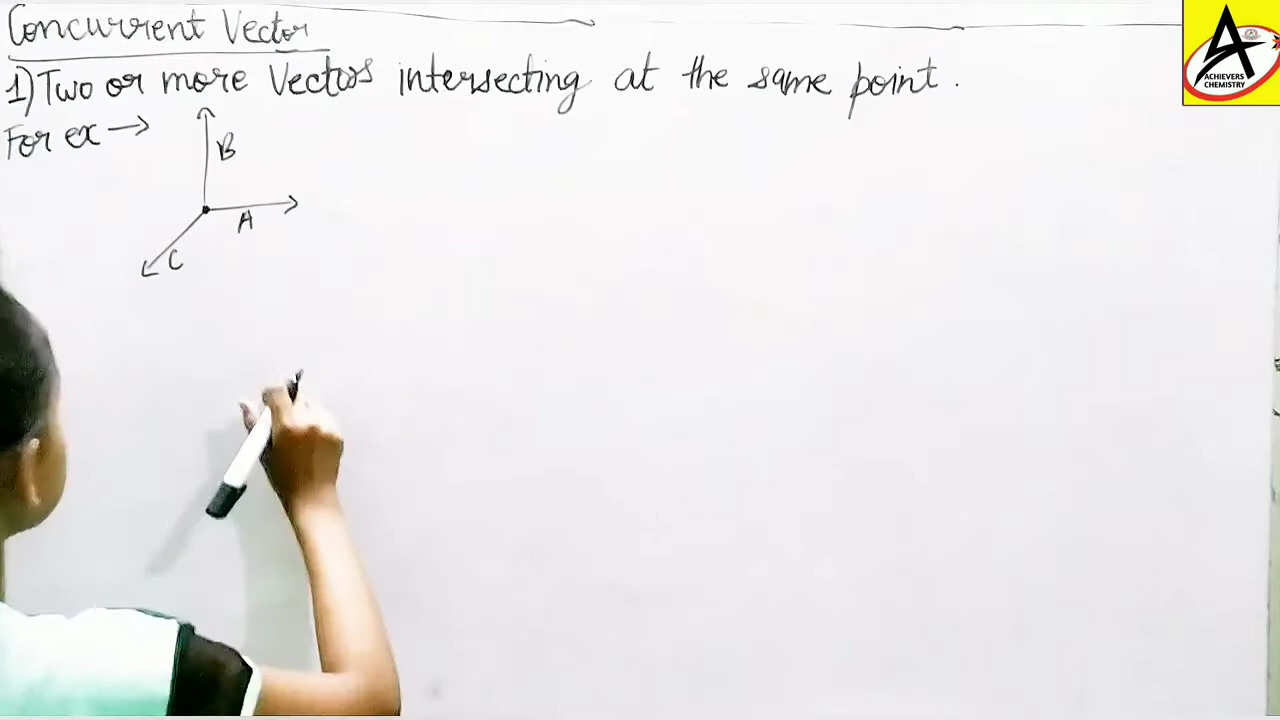 Concurrent Vector
1) Two or more Vectors intersecting at the same point.
For ex →
B
A
C
A
ACHIEVERS
CHEMISTRY